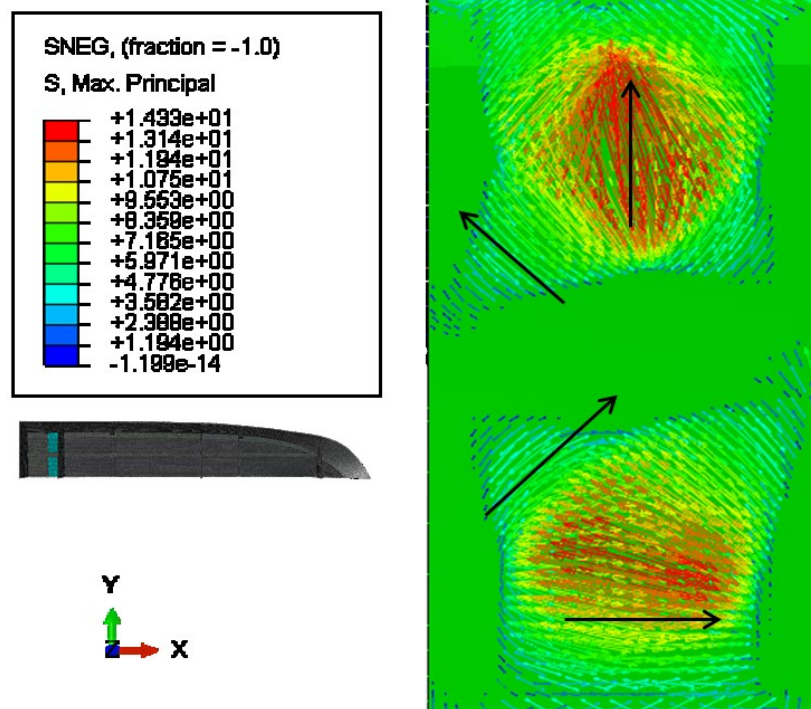 SNEG, (fraction = -1.0)
S, Max. Principal
+1.433e+01
+1.314e+01
+1.194e+01
+1.075e+01
+9.553e+00
+8.359e+00
+7.165e+00
+5.971e+00
+4.776e+00
+3.582e+00
+2.388e+00
+1.194e+00
-1.199e-14
Y
Z
X